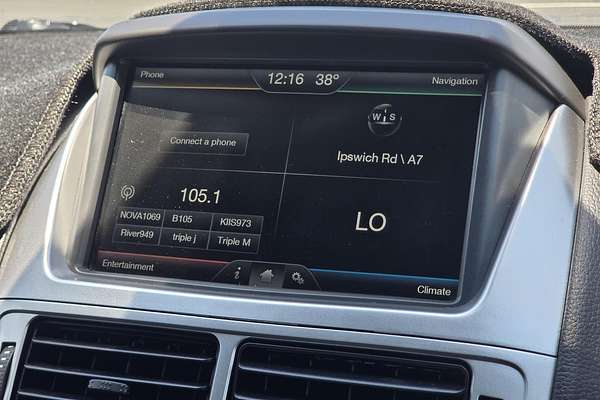 Phone
12:16 38°
Navigation
Connect a phone
W S
Ipswich Rd \ A7
105.1
NOVA1069 B105 KIIS973
River949 triple j Triple M
LO
Entertainment
i
Climate